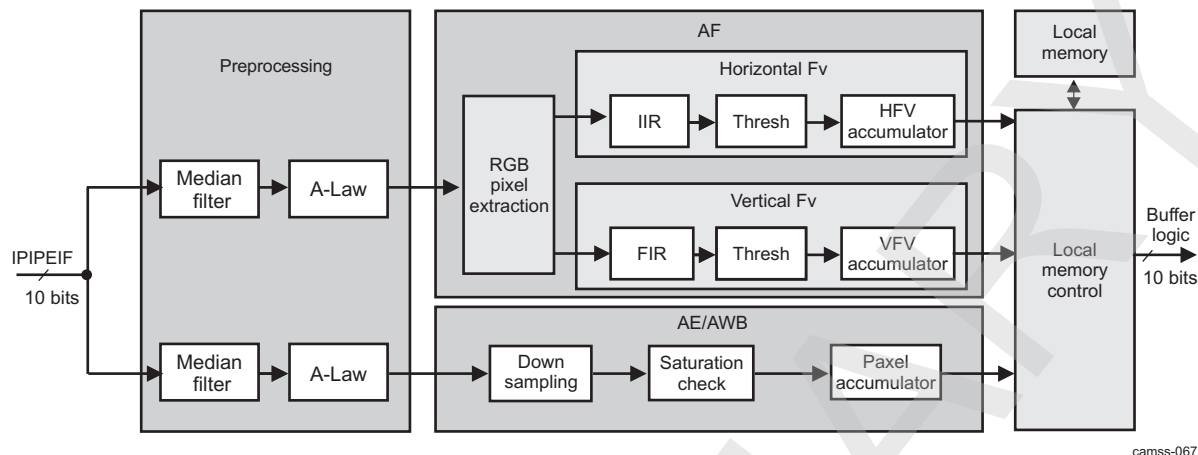 Preprocessing
AF
Local
memory
Horizontal Fv
IIR
Thresh
HFV
accumulator
Median
filter
A-Law
RGB
pixel
extraction
Vertical Fv
FIR
Thresh
VFV
accumulator
IPIPEIF
10 bits
Local
memory
control
Buffer
logic
10 bits
AE/AWB
Median
filter
A-Law
Down
sampling
Saturation
check
Paxel
accumulator
camss-067